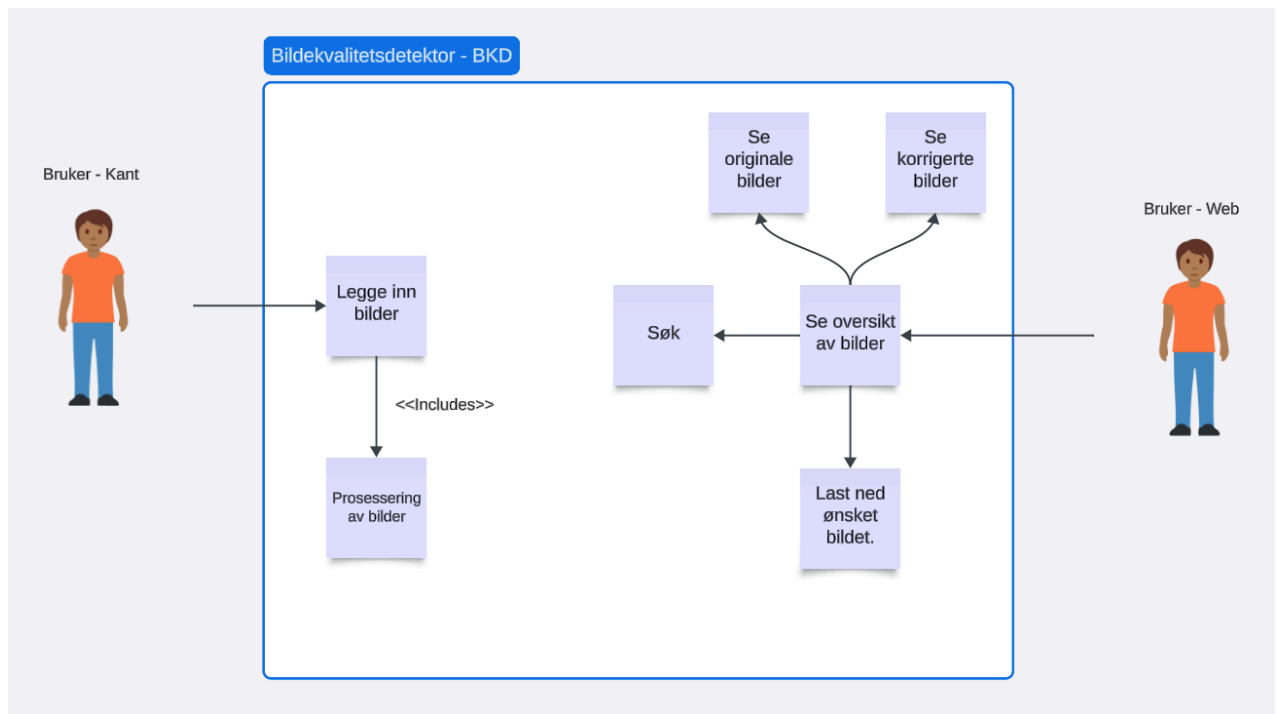 Bildekvalitetsdetektor - BKD
Bruker - Kant
Bruker - Web
Legge inn
bilder
<<Includes>>
Prosessering
av bilder
Se
originale
bilder
Se
korrigerte
bilder
Søk
Se oversikt
av bilder
Last ned
ønsket
bildet.